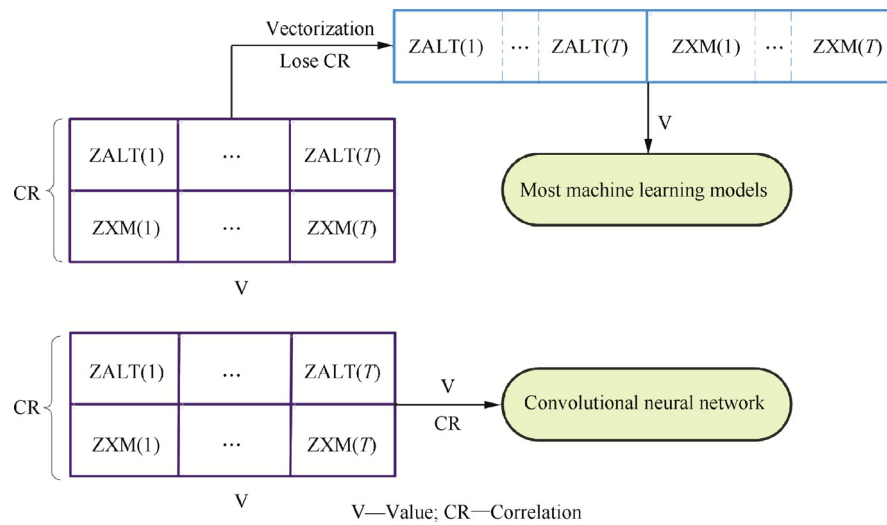 Vectorization
Lose CR
ZALT(1) ... ZALT(T) ZXM(1) ... ZXM(T)
V
Most machine learning models
CR
ZALT(1) ... ZALT(T)
ZXM(1) ... ZXM(T)
V
CR
ZALT(1) ... ZALT(T)
ZXM(1) ... ZXM(T)
V
V
CR
Convolutional neural network
V—Value; CR—Correlation